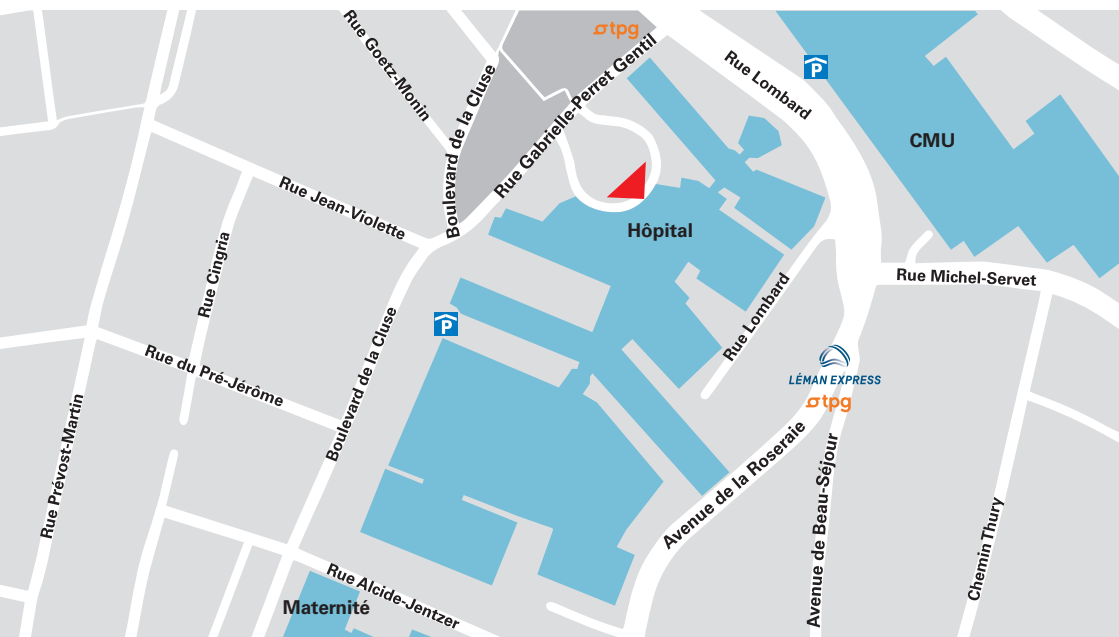 tpg
Rue Goetz-Monin
Boulevard de la Cluse
Rue Gabrielle-Perret Gentil
Rue Lombard
P
CMU
Rue Jean-Violette
Hôpital
Rue Cingria
Rue Michel-Servet
Rue Lombard
P
Boulevard de la Cluse
Rue du Pré-Jérôme
LÉMAN EXPRESS
tpg
Rue Prévost-Martin
Avenue de la Roseraie
Avenue de Beau-Séjour
Chemin Thury
Rue Alcide-Jentzer
Maternité